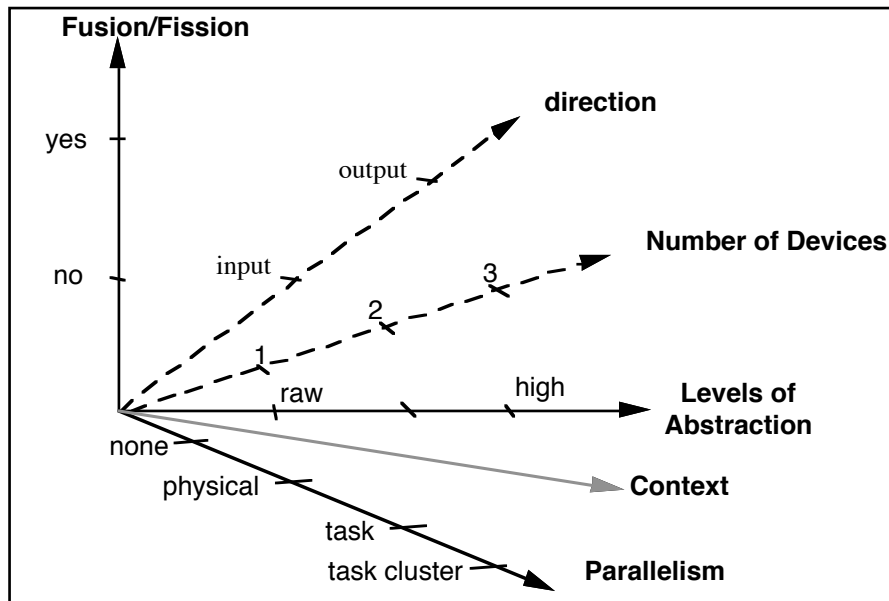 Fusion/Fission
direction
yes
output
Number of Devices
no
input
3
2
1
raw
high
Levels of
Abstraction
none
physical
Context
task
task cluster
Parallelism